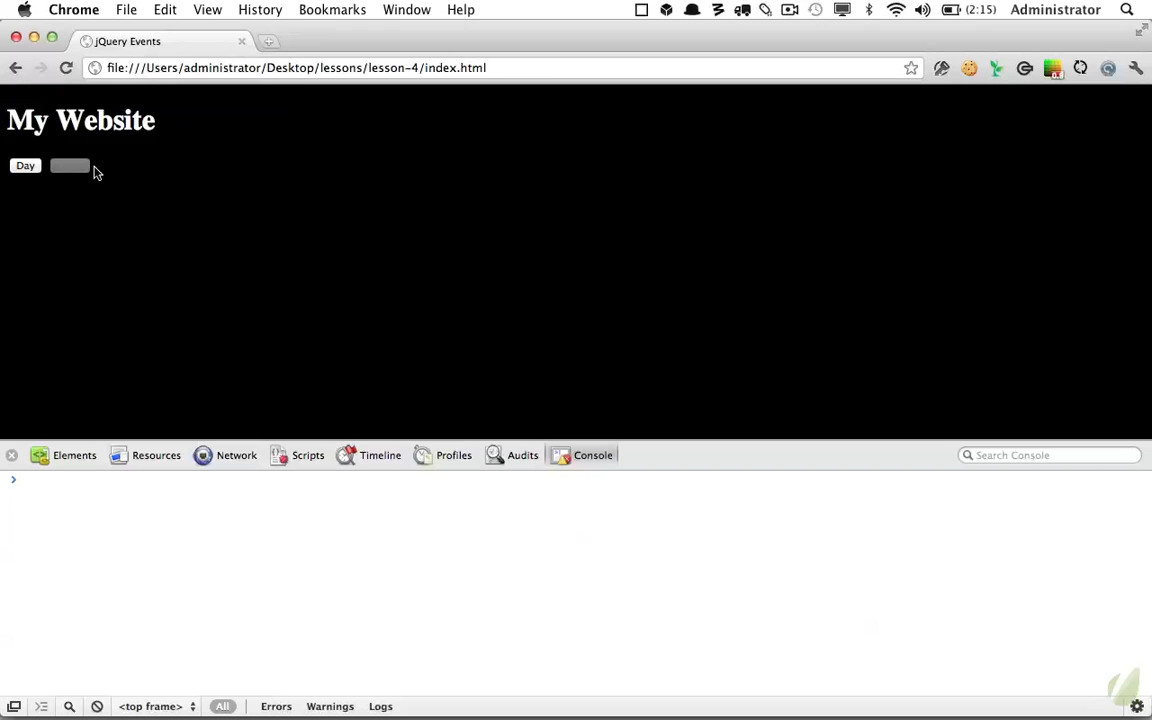 Chrome File Edit View History Bookmarks Window Help (2:15) Administrator
jQuery Events
file:///Users/administrator/Desktop/lessons/lesson-4/index.html
My Website
Day
Elements Resources Network Scripts Timeline Profiles Audits Console Search Console
<top frame> All Errors Warnings Logs